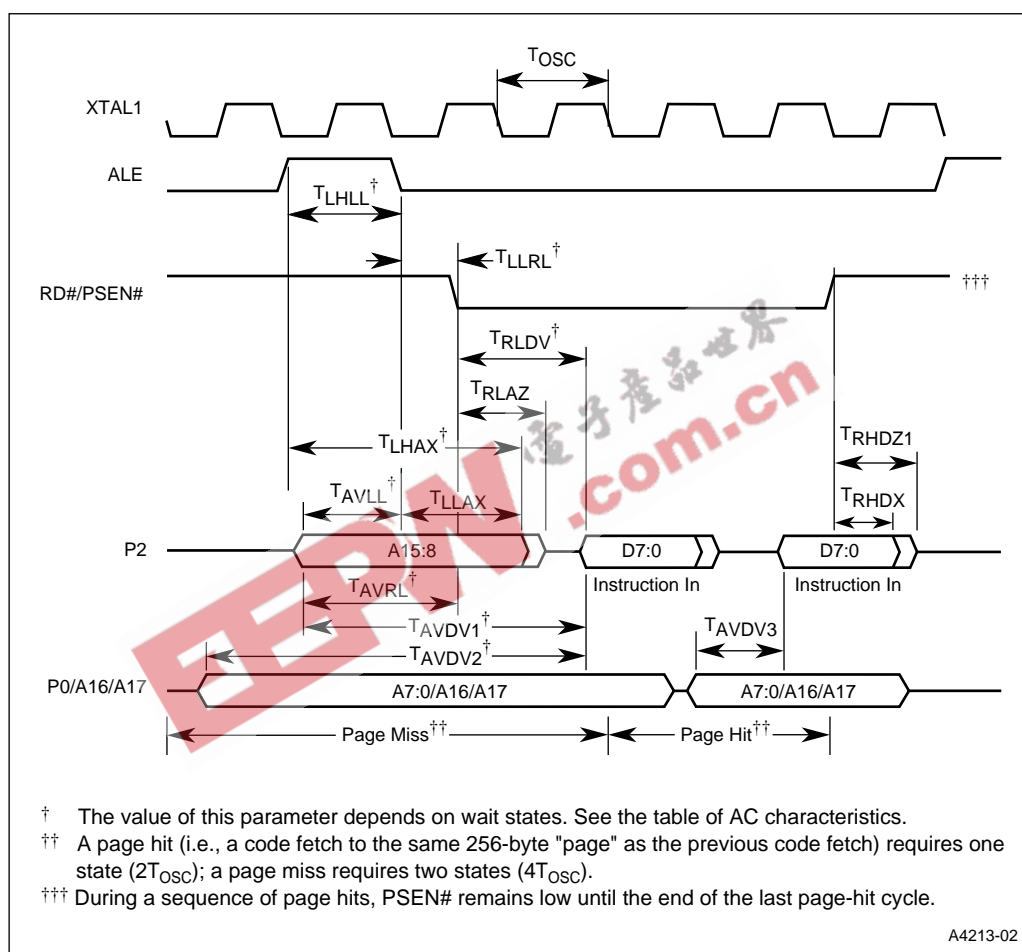 TOSC
XTAL1
ALE
TLHLL†
TLLRL†
RD#/PSEN#
†††
TRLDV†
TRLAZ
TLHAX†
TRHDZ1
TAVLL†
TLLAX
TRHDX
P2
A15:8
D7:0
D7:0
Instruction In
Instruction In
TAVRL†
TAVDV1†
TAVDV2†
TAVDV3
P0/A16/A17
A7:0/A16/A17
A7:0/A16/A17
Page Miss††
Page Hit††
† The value of this parameter depends on wait states. See the table of AC characteristics.
†† A page hit (i.e., a code fetch to the same 256-byte "page" as the previous code fetch) requires one
state (2TOSC); a page miss requires two states (4TOSC).
††† During a sequence of page hits, PSEN# remains low until the end of the last page-hit cycle.
A4213-02
EEPW
電子產品世界
.com.cn